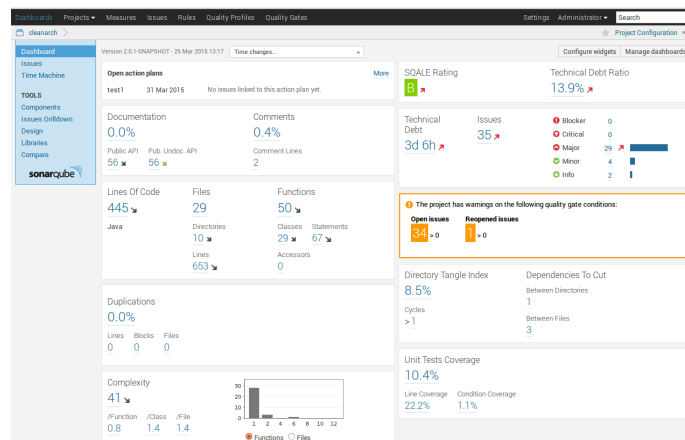 Dashboards Projects Measures Issues Rules Quality Profiles Quality Gates Settings Administrator Search
cleanarch Project Configuration
Dashboard
Issues
Time Machine
TOOLS
Components
Issues Drilldown
Design
Libraries
Compare
sonarqube
Version 2.0.1-SNAPSHOT - 25 Mar 2015 13:17 Time changes... Configure widgets Manage dashboards
Open action plans More
test1 31 Mar 2015 No issues linked to this action plan yet.
Documentation Comments
0.0% 0.4%
Public API Pub. Undoc. API Comment Lines
56 56 2
Lines Of Code Files Functions
445 29 50
Java Directories Classes Statements
10 29 67
Lines Accessors
653 0
Duplications
0.0%
Lines Blocks Files
0 0 0
Complexity
41
/Function /Class /File
0.8 1.4 1.4
30
20
10
0
1 2 4 6 8 10 12
Functions Files
SQALE Rating Technical Debt Ratio
B 13.9%
Technical Debt Issues
3d 6h 35
Blocker 0
Critical 0
Major 29
Minor 4
Info 2
The project has warnings on the following quality gate conditions:
Open issues Reopened issues
34 > 0 1 > 0
Directory Tangle Index Dependencies To Cut
8.5% Between Directories
1
Cycles Between Files
> 1 3
Unit Tests Coverage
10.4%
Line Coverage Condition Coverage
22.2% 1.1%